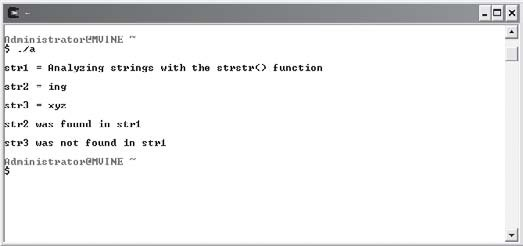 ~
Administrator@MVINE ~
$ ./a
str1 = Analyzing strings with the strstr() function
str2 = ing
str3 = xyz
str2 was found in str1
str3 was not found in str1
Administrator@MVINE ~
$